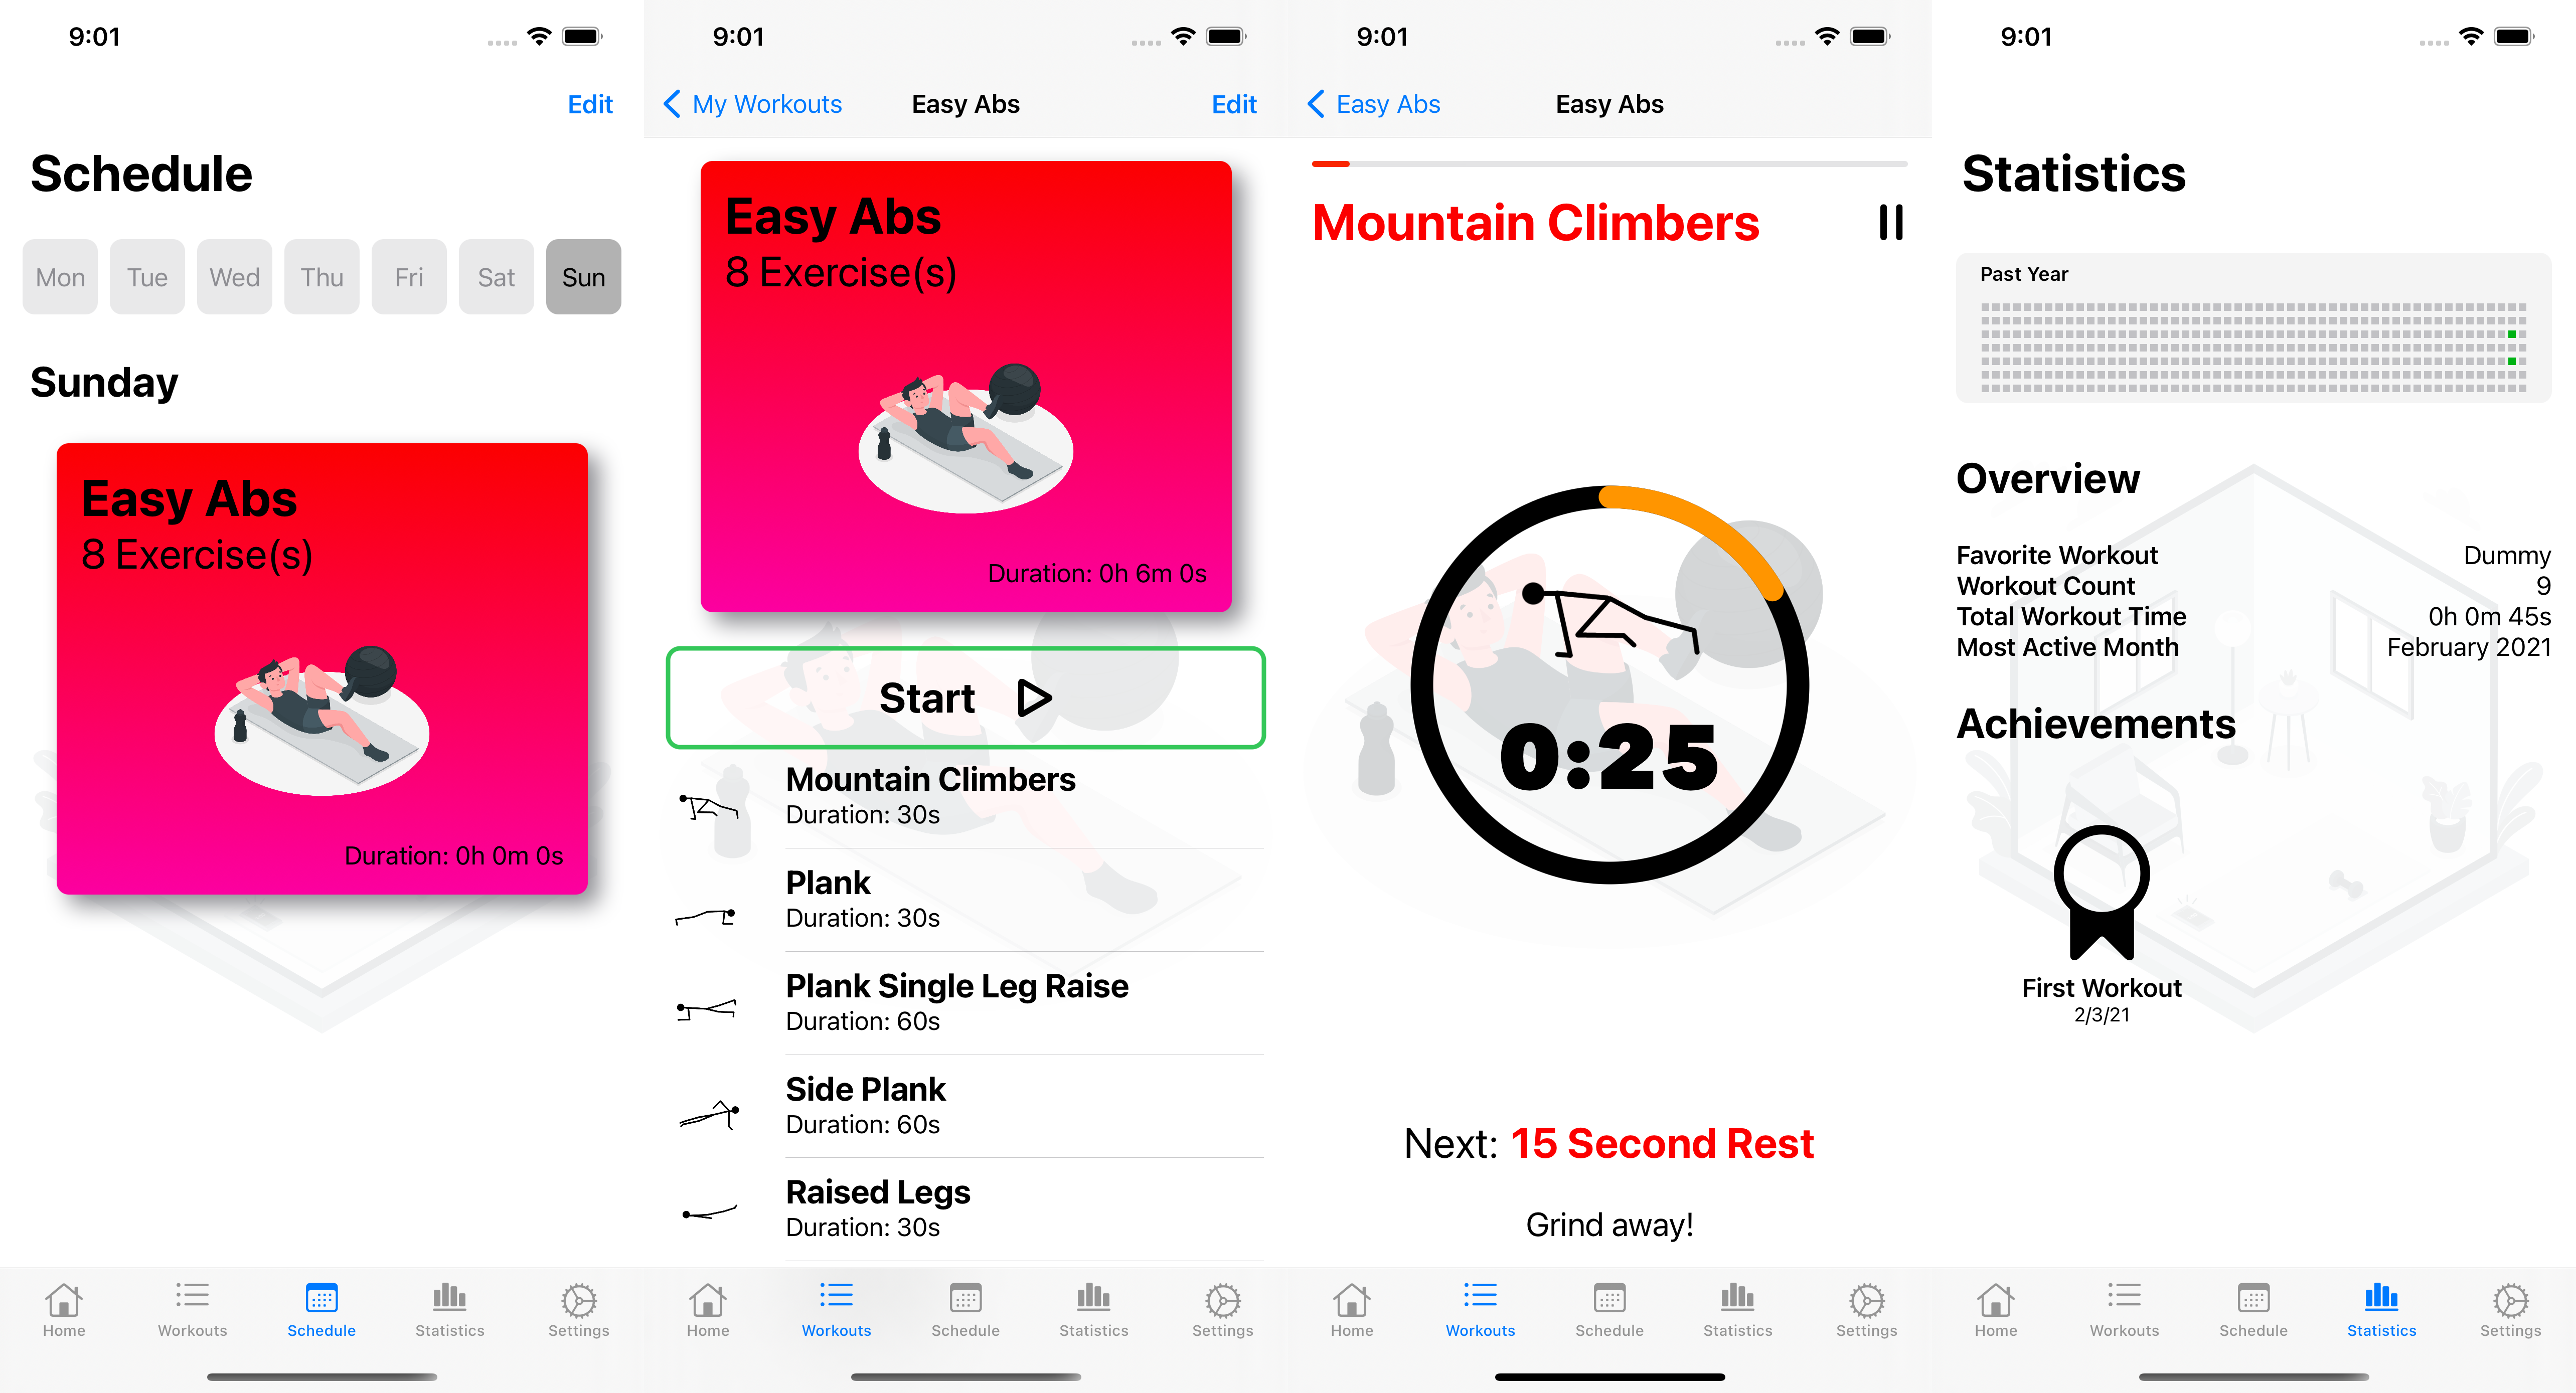 9:01
Edit
Schedule
Mon Tue Wed Thu Fri Sat Sun
Sunday
Easy Abs
8 Exercise(s)
Duration: 0h 0m 0s
Home Workouts Schedule Statistics Settings
9:01
My Workouts Easy Abs Edit
Easy Abs
8 Exercise(s)
Duration: 0h 6m 0s
Start
Mountain Climbers
Duration: 30s
Plank
Duration: 30s
Plank Single Leg Raise
Duration: 60s
Side Plank
Duration: 60s
Raised Legs
Duration: 30s
Home Workouts Schedule Statistics Settings
9:01
Easy Abs Easy Abs
Mountain Climbers
0:25
Next: 15 Second Rest
Grind away!
Home Workouts Schedule Statistics Settings
9:01
Statistics
Past Year
Overview
Favorite Workout Dummy
Workout Count 9
Total Workout Time 0h 0m 45s
Most Active Month February 2021
Achievements
First Workout
2/3/21
Home Workouts Schedule Statistics Settings